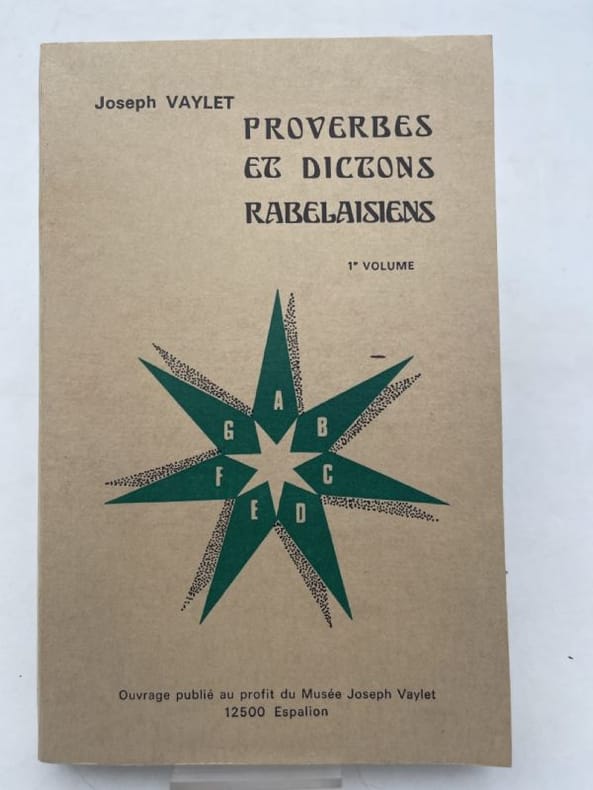 Joseph VAYLET
PROVERBES
ET DICTONS
RABELAISIENS
1er VOLUME
A
B
C
D
E
F
G
Ouvrage publié au profit du Musée Joseph Vaylet
12500 Espalion